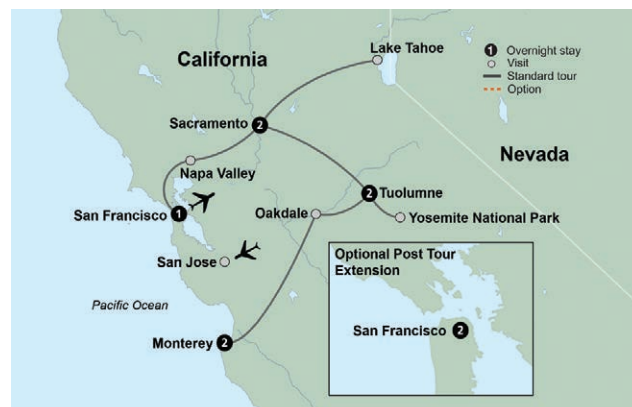 Lake Tahoe
California
1 Overnight stay
Visit
Standard tour
Option
Sacramento 2
Nevada
Napa Valley
2 Tuolumne
San Francisco 1
Oakdale
Yosemite National Park
San Jose
Optional Post Tour
Extension
Pacific Ocean
San Francisco 2
Monterey 2